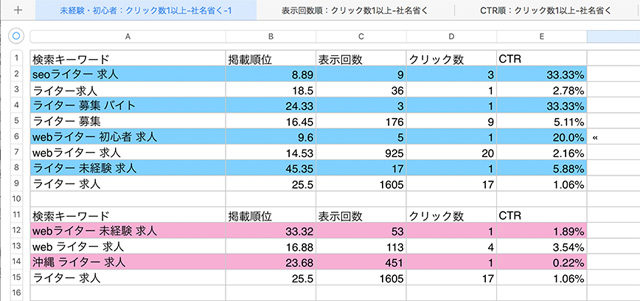 未経験・初心者：クリック数1以上-社名省く-1 表示回数順：クリック数1以上-社名省く CTR順：クリック数1以上-社名省く
A B C D E
1 検索キーワード 掲載順位 表示回数 クリック数 CTR
2 seoライター 求人 8.89 9 3 33.33%
3 ライター求人 18.5 36 1 2.78%
4 ライター 募集 バイト 24.33 3 1 33.33%
5 ライター 募集 16.45 176 9 5.11%
6 webライター 初心者 求人 9.6 5 1 20.0% «
7 webライター 求人 14.53 925 20 2.16%
8 ライター 未経験 求人 45.35 17 1 5.88%
9 ライター 求人 25.5 1605 17 1.06%
10
11 検索キーワード 掲載順位 表示回数 クリック数 CTR
12 webライター 未経験 求人 33.32 53 1 1.89%
13 web ライター 求人 16.88 113 4 3.54%
14 沖縄 ライター 求人 23.68 451 1 0.22%
15 ライター 求人 25.5 1605 17 1.06%